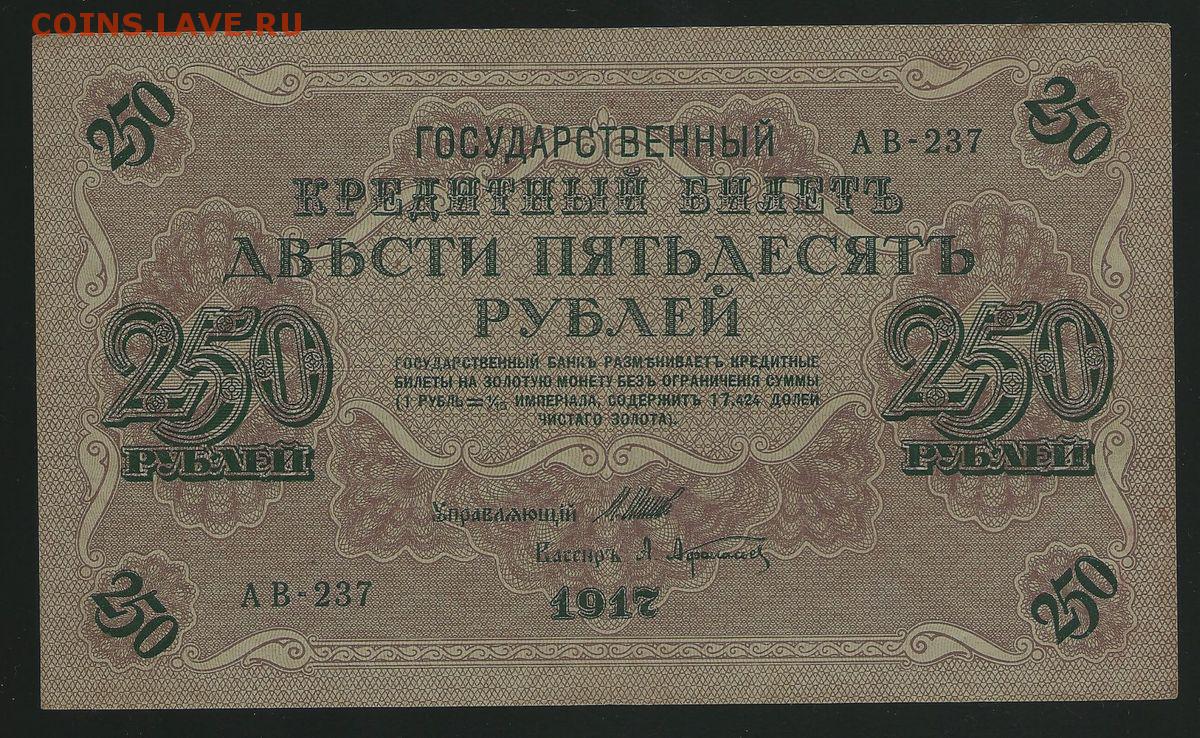 COINS.LAVE.RU
250
250
ГОСУДАРСТВЕННЫЙ АВ-237
КРЕДИТНЫЙ БИЛЕТЪ
ДВѢСТИ ПЯТЬДЕСЯТЪ
РУБЛЕЙ
250
РУБЛЕЙ
250
РУБЛЕЙ
ГОСУДАРСТВЕННЫЙ БАНКЪ РАЗМѢНИВАЕТЪ КРЕДИТНЫЕ
БИЛЕТЫ НА ЗОЛОТУЮ МОНЕТУ БЕЗЪ ОГРАНИЧЕНІЯ СУММЫ
(1 РУБЛЬ = 1/15 ИМПЕРІАЛА, СОДЕРЖИТЪ 17,424 ДОЛЕЙ
ЧИСТАГО ЗОЛОТА).
Управляющій
Кассиръ А. Афанасьев
АВ-237
1917
250
250